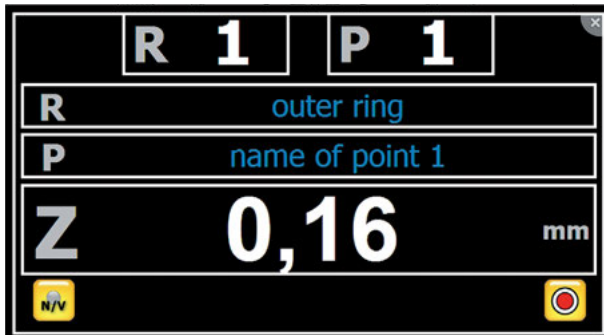 R 1 P 1
R outer ring
P name of point 1
Z 0,16 mm
N/V